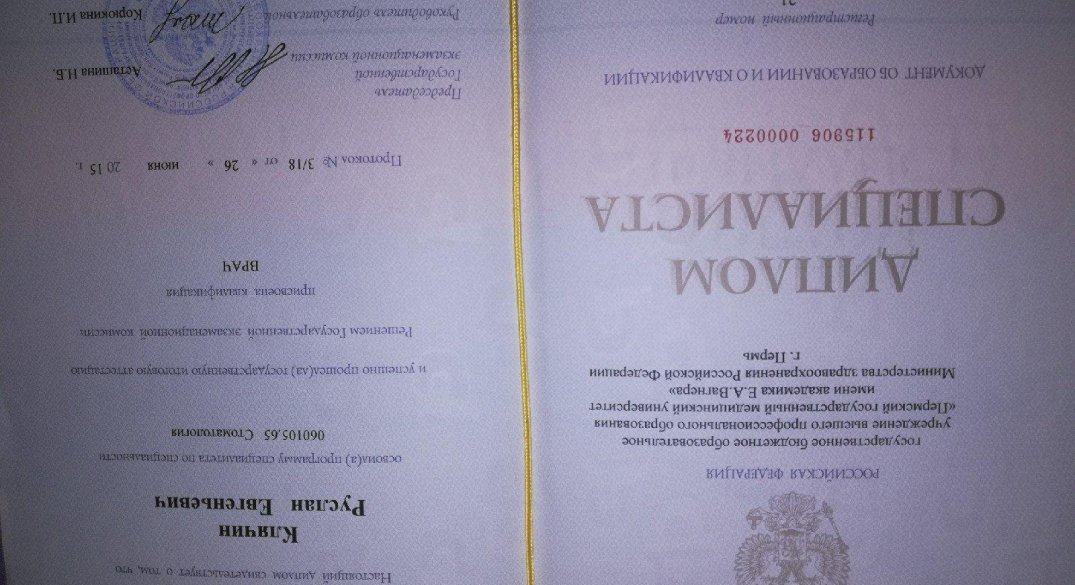 РОССИЙСКАЯ ФЕДЕРАЦИЯ
государственное бюджетное образовательное
учреждение высшего профессионального образования
«Пермский государственный медицинский университет
имени академика Е.А.Вагнера»
Министерства здравоохранения Российской Федерации
г. Пермь
ДИПЛОМ
СПЕЦИАЛИСТА
115906 0000224
ДОКУМЕНТ ОБ ОБРАЗОВАНИИ И О КВАЛИФИКАЦИИ
Регистрационный номер
Настоящий диплом свидетельствует о том, что
Клячин
Руслан Евгеньевич
освоил(а) программу специалитета по специальности
060105.65 Стоматология
и успешно прошел(ла) государственную итоговую аттестацию
Решением Государственной экзаменационной комиссии
присвоена квалификация
ВРАЧ
Протокол № 3/18 от « 26 » июня 20 15 г.
Председатель
Государственной
экзаменационной комиссии Асташина Н.Б.
Руководитель образовательной Корюкина И.П.